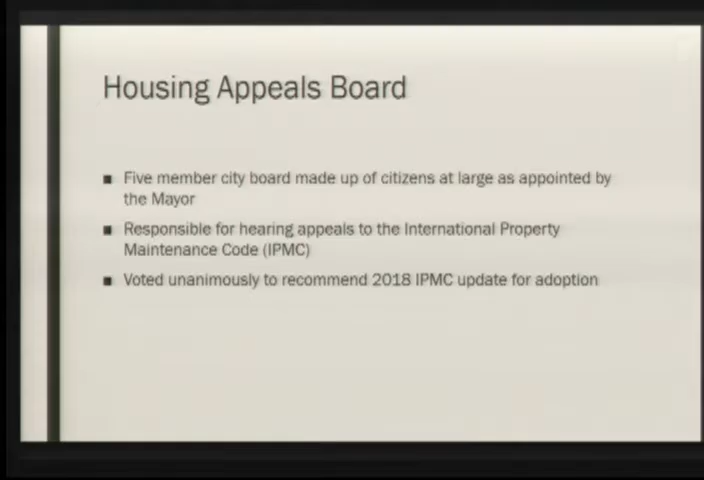 Housing Appeals Board
■ Five member city board made up of citizens at large as appointed by
the Mayor
■ Responsible for hearing appeals to the International Property
Maintenance Code (IPMC)
■ Voted unanimously to recommend 2018 IPMC update for adoption